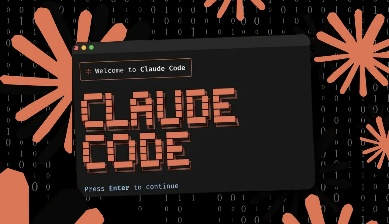 ✻ Welcome to Claude Code
CLAUDE
CODE
Press Enter to continue